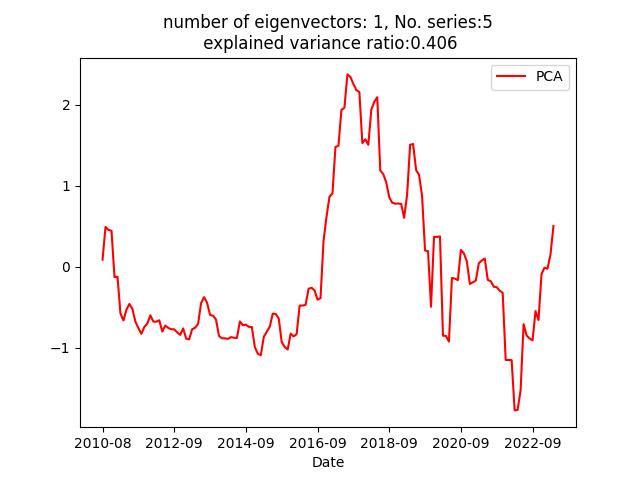 number of eigenvectors: 1, No. series:5
explained variance ratio:0.406
PCA
2
1
0
−1
2010-08
2012-09
2014-09
2016-09
2018-09
2020-09
2022-09
Date